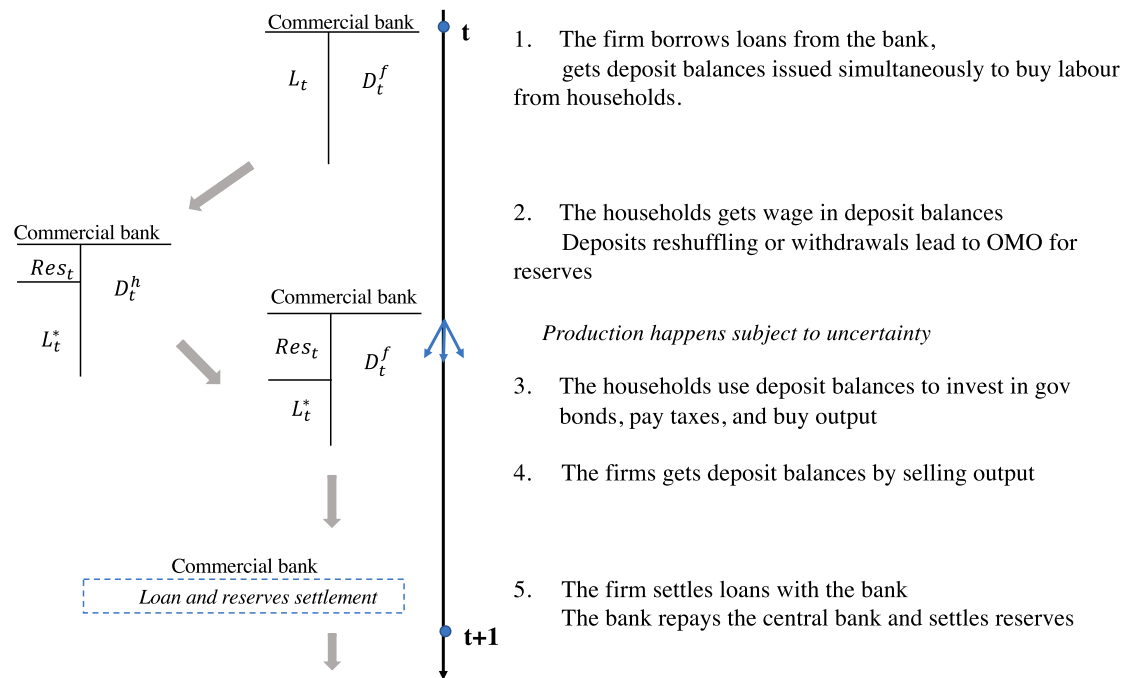 Commercial bank
L_t
D_t^f
t
1. The firm borrows loans from the bank,
gets deposit balances issued simultaneously to buy labour
from households.
Commercial bank
Res_t
D_t^h
L_t^*
2. The households gets wage in deposit balances
Deposits reshuffling or withdrawals lead to OMO for
reserves
Commercial bank
Res_t
D_t^f
L_t^*
Production happens subject to uncertainty
3. The households use deposit balances to invest in gov
bonds, pay taxes, and buy output
4. The firms gets deposit balances by selling output
Commercial bank
Loan and reserves settlement
t+1
5. The firm settles loans with the bank
The bank repays the central bank and settles reserves